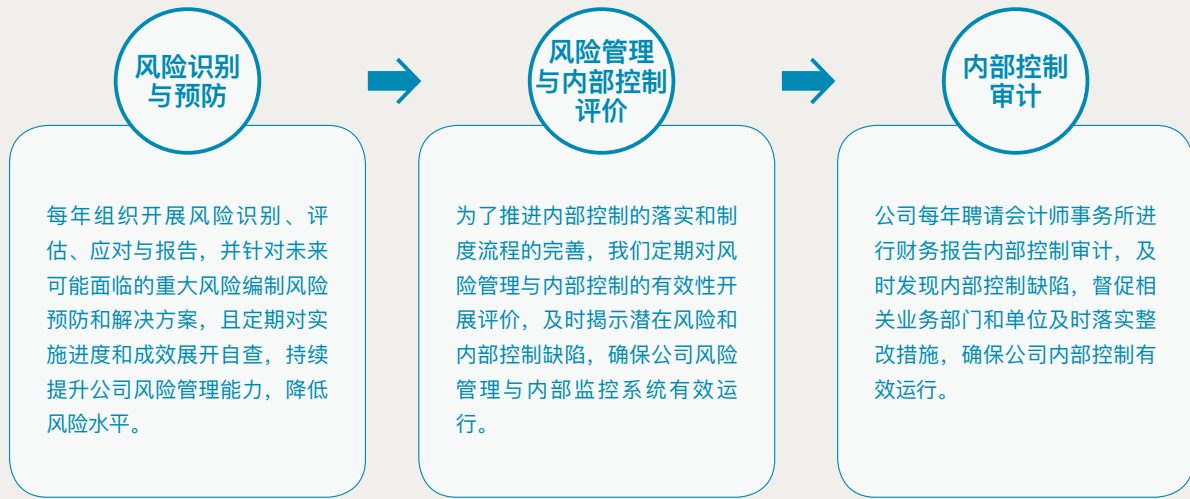 风险识别
与预防
每年组织开展风险识别、评
估、应对与报告，并针对未来
可能面临的重大风险编制风险
预防和解决方案，且定期对实
施进度和成效展开自查，持续
提升公司风险管理能力，降低
风险水平。
风险管理
与内部控制
评价
为了推进内部控制的落实和制
度流程的完善，我们定期对风
险管理与内部控制的有效性开
展评价，及时揭示潜在风险和
内部控制缺陷，确保公司风险
管理与内部监控系统有效运
行。
内部控制
审计
公司每年聘请会计师事务所进
行财务报告内部控制审计，及
时发现内部控制缺陷，督促相
关业务部门和单位及时落实整
改措施，确保公司内部控制有
效运行。